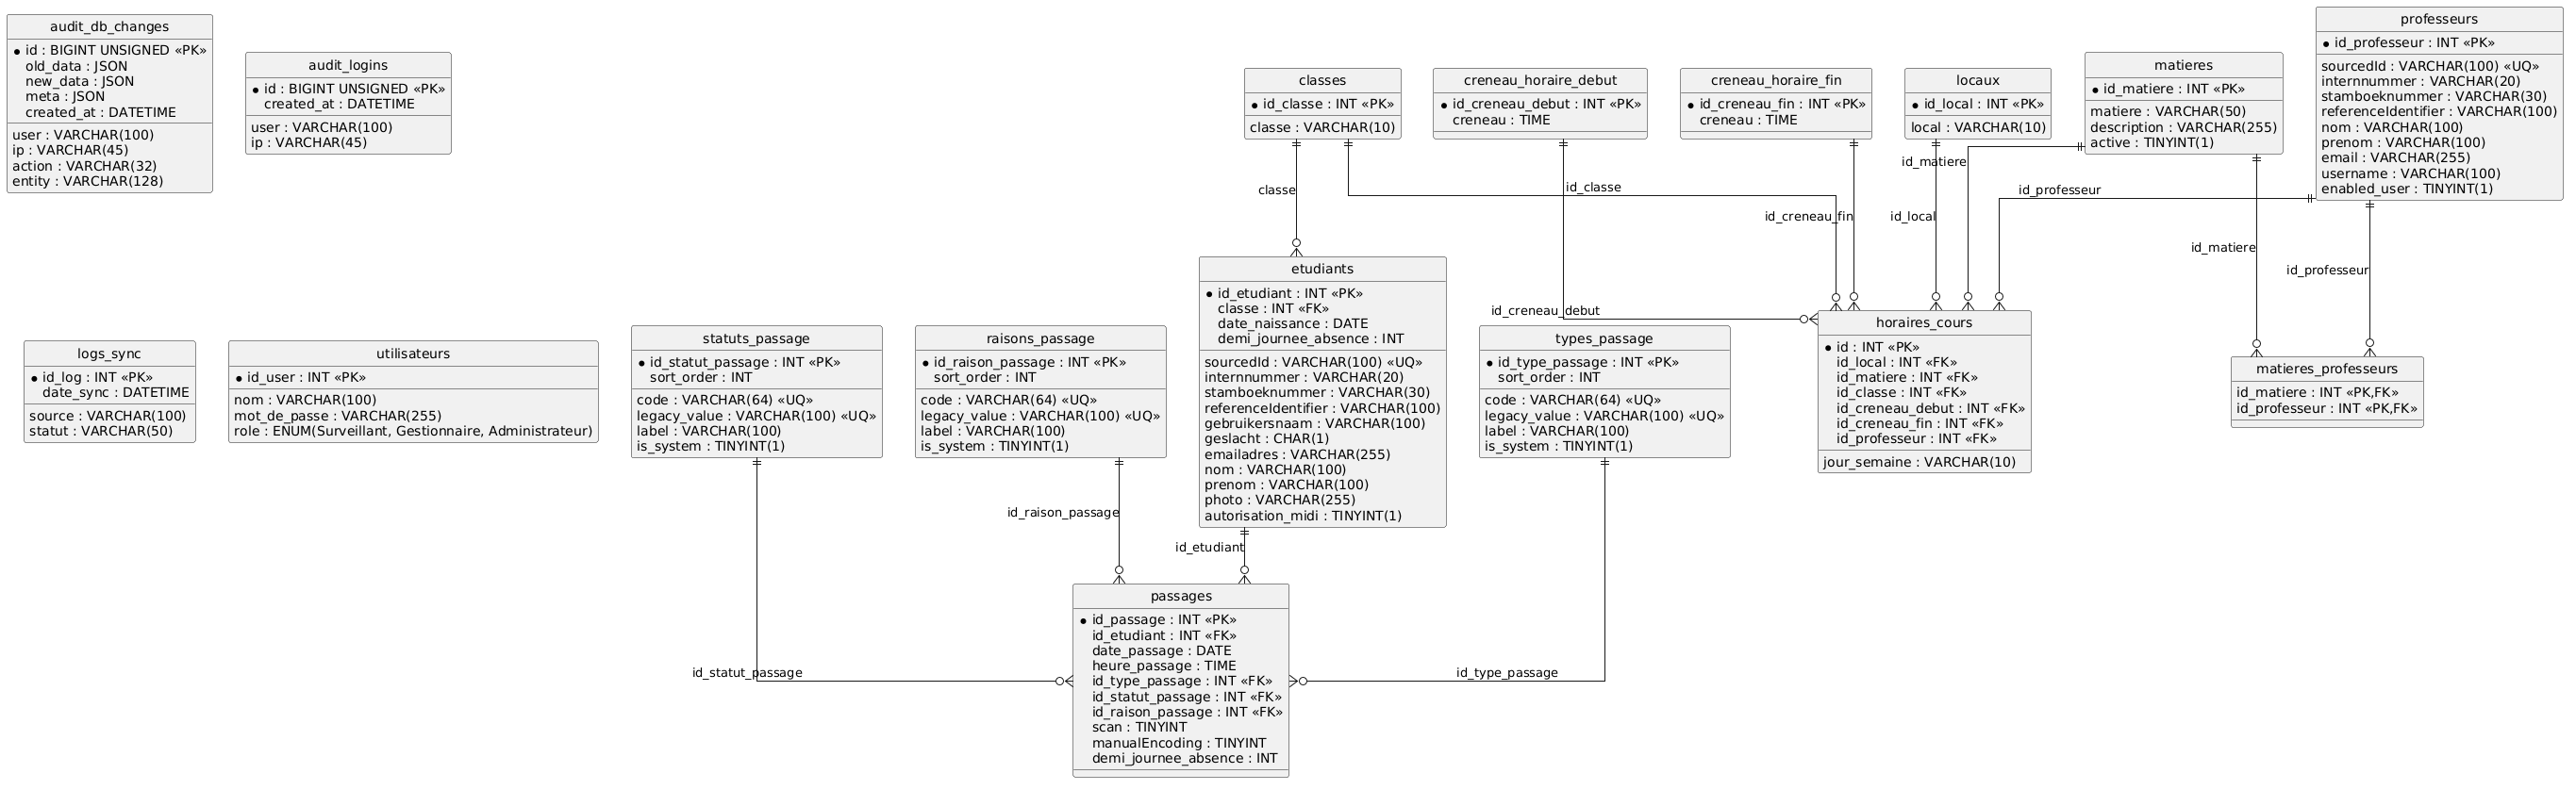 audit_db_changes
id : BIGINT UNSIGNED «PK»
old_data : JSON
new_data : JSON
meta : JSON
created_at : DATETIME
user : VARCHAR(100)
ip : VARCHAR(45)
action : VARCHAR(32)
entity : VARCHAR(128)
audit_logins
id : BIGINT UNSIGNED «PK»
created_at : DATETIME
user : VARCHAR(100)
ip : VARCHAR(45)
classes
id_classe : INT «PK»
classe : VARCHAR(10)
creneau_horaire_debut
id_creneau_debut : INT «PK»
creneau : TIME
creneau_horaire_fin
id_creneau_fin : INT «PK»
creneau : TIME
locaux
id_local : INT «PK»
local : VARCHAR(10)
matieres
id_matiere : INT «PK»
matiere : VARCHAR(50)
description : VARCHAR(255)
active : TINYINT(1)
professeurs
id_professeur : INT «PK»
sourcedId : VARCHAR(100) «UQ»
internnummer : VARCHAR(20)
stamboeknummer : VARCHAR(30)
referenceIdentifier : VARCHAR(100)
nom : VARCHAR(100)
prenom : VARCHAR(100)
email : VARCHAR(255)
username : VARCHAR(100)
enabled_user : TINYINT(1)
classe
id_classe
id_creneau_fin
id_local
id_matiere
id_professeur
id_matiere
id_professeur
id_creneau_debut
logs_sync
id_log : INT «PK»
date_sync : DATETIME
source : VARCHAR(100)
statut : VARCHAR(50)
utilisateurs
id_user : INT «PK»
nom : VARCHAR(100)
mot_de_passe : VARCHAR(255)
role : ENUM(Surveillant, Gestionnaire, Administrateur)
statuts_passage
id_statut_passage : INT «PK»
sort_order : INT
code : VARCHAR(64) «UQ»
legacy_value : VARCHAR(100) «UQ»
label : VARCHAR(100)
is_system : TINYINT(1)
raisons_passage
id_raison_passage : INT «PK»
sort_order : INT
code : VARCHAR(64) «UQ»
legacy_value : VARCHAR(100) «UQ»
label : VARCHAR(100)
is_system : TINYINT(1)
etudiants
id_etudiant : INT «PK»
classe : INT «FK»
date_naissance : DATE
demi_journee_absence : INT
sourcedId : VARCHAR(100) «UQ»
internnummer : VARCHAR(20)
stamboeknummer : VARCHAR(30)
referenceIdentifier : VARCHAR(100)
gebruikersnaam : VARCHAR(100)
geslacht : CHAR(1)
emailadres : VARCHAR(255)
nom : VARCHAR(100)
prenom : VARCHAR(100)
photo : VARCHAR(255)
autorisation_midi : TINYINT(1)
types_passage
id_type_passage : INT «PK»
sort_order : INT
code : VARCHAR(64) «UQ»
legacy_value : VARCHAR(100) «UQ»
label : VARCHAR(100)
is_system : TINYINT(1)
horaires_cours
id : INT «PK»
id_local : INT «FK»
id_matiere : INT «FK»
id_classe : INT «FK»
id_creneau_debut : INT «FK»
id_creneau_fin : INT «FK»
id_professeur : INT «FK»
jour_semaine : VARCHAR(10)
matieres_professeurs
id_matiere : INT «PK,FK»
id_professeur : INT «PK,FK»
id_raison_passage
id_etudiant
id_statut_passage
id_type_passage
passages
id_passage : INT «PK»
id_etudiant : INT «FK»
date_passage : DATE
heure_passage : TIME
id_type_passage : INT «FK»
id_statut_passage : INT «FK»
id_raison_passage : INT «FK»
scan : TINYINT
manualEncoding : TINYINT
demi_journee_absence : INT